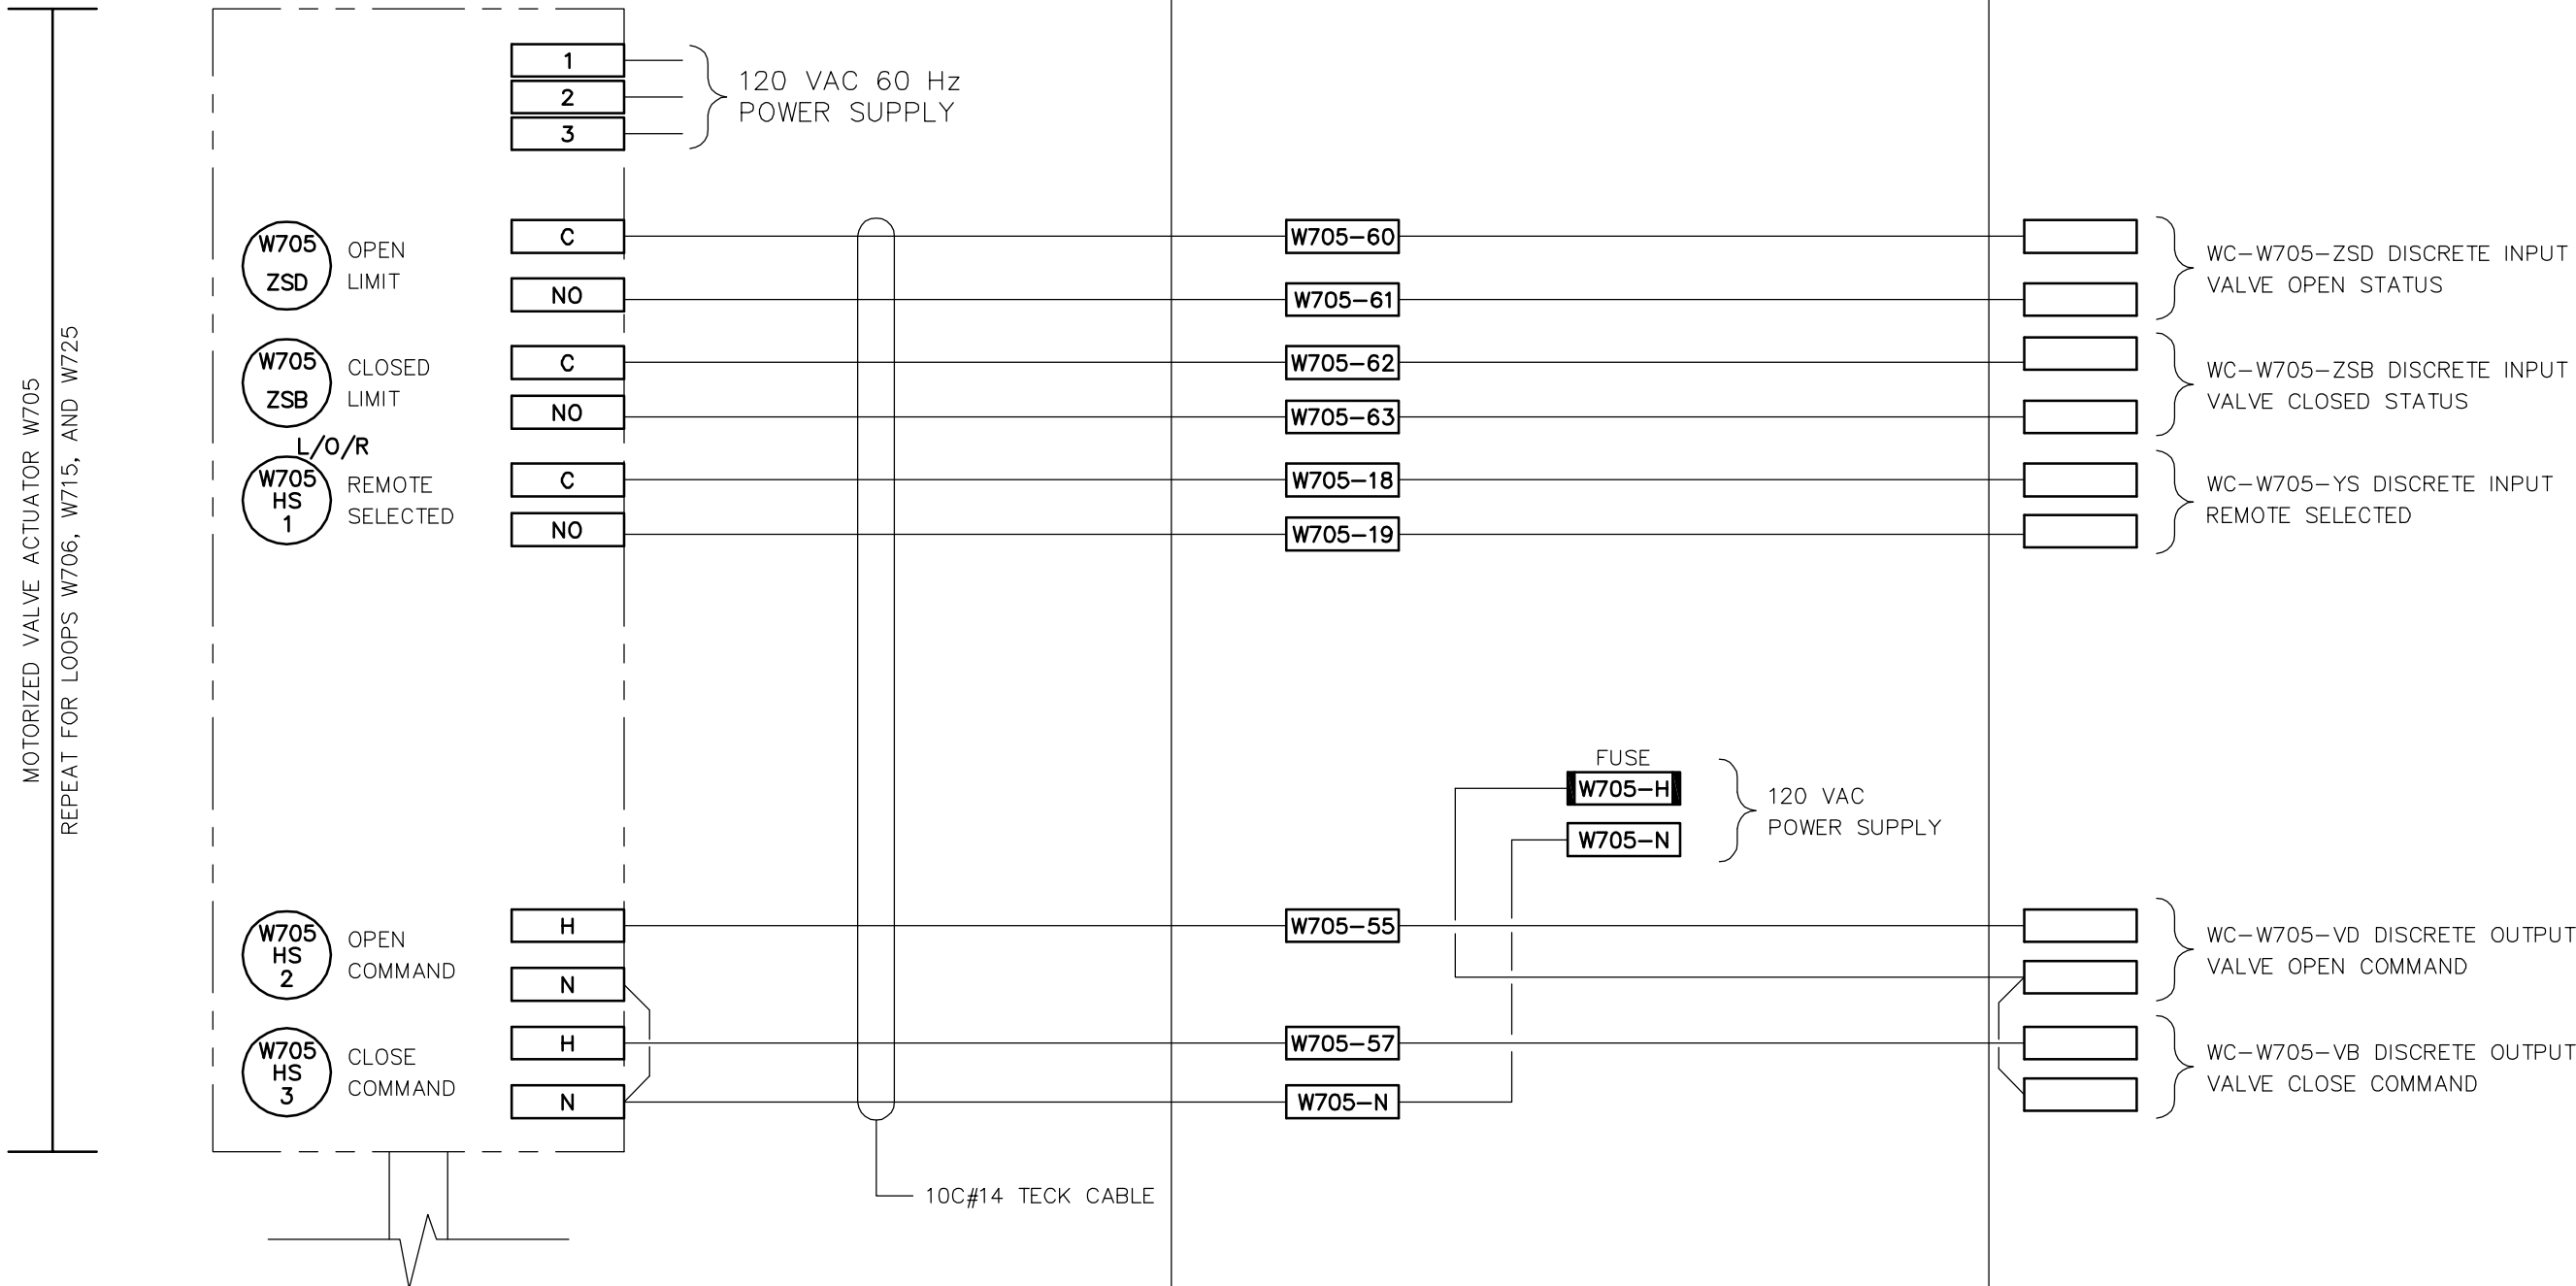 MOTORIZED VALVE ACTUATOR W705
REPEAT FOR LOOPS W706, W715, AND W725
1
2
3
120 VAC 60 Hz
POWER SUPPLY
W705
ZSD
OPEN
LIMIT
C
NO
W705-60
W705-61
WC-W705-ZSD DISCRETE INPUT
VALVE OPEN STATUS
W705
ZSB
CLOSED
LIMIT
C
NO
W705-62
W705-63
WC-W705-ZSB DISCRETE INPUT
VALVE CLOSED STATUS
L/O/R
W705
HS
1
REMOTE
SELECTED
C
NO
W705-18
W705-19
WC-W705-YS DISCRETE INPUT
REMOTE SELECTED
FUSE
W705-H
W705-N
120 VAC
POWER SUPPLY
W705
HS
2
OPEN
COMMAND
H
N
W705-55
WC-W705-VD DISCRETE OUTPUT
VALVE OPEN COMMAND
W705
HS
3
CLOSE
COMMAND
H
N
W705-57
W705-N
WC-W705-VB DISCRETE OUTPUT
VALVE CLOSE COMMAND
10C#14 TECK CABLE